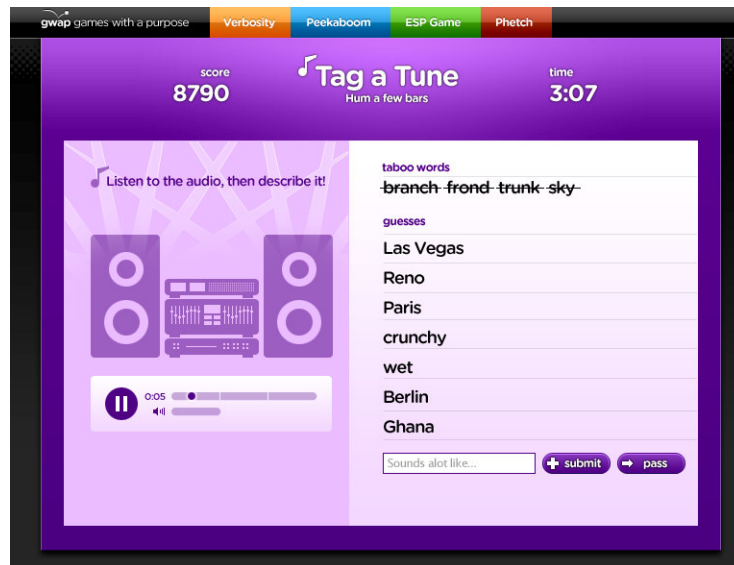 gwap games with a purpose Verbosity Peekaboom ESP Game Phetch
score
8790
Tag a Tune
Hum a few bars
time
3:07
Listen to the audio, then describe it!
0:05
taboo words
branch frond trunk sky
guesses
Las Vegas
Reno
Paris
crunchy
wet
Berlin
Ghana
Sounds alot like...
submit
pass